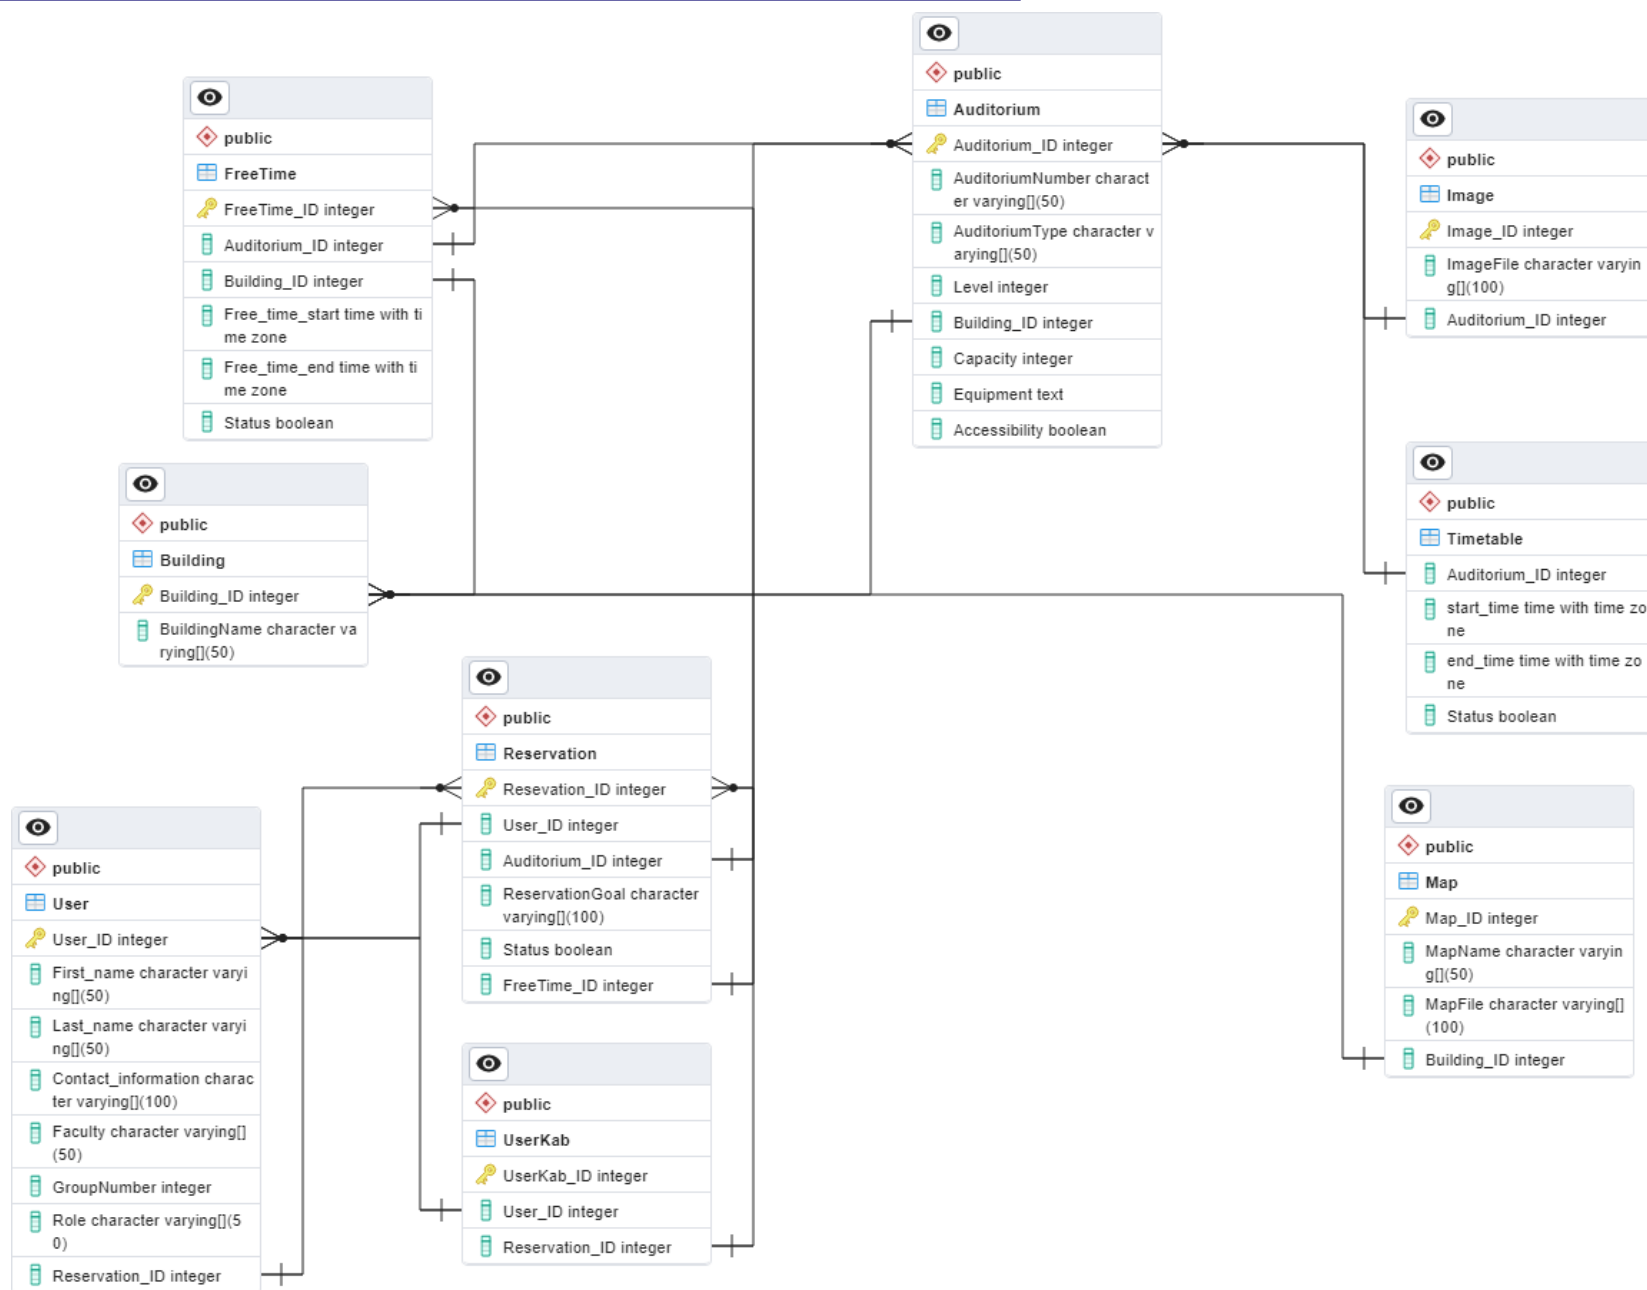 public
FreeTime
FreeTime_ID integer
Auditorium_ID integer
Building_ID integer
Free_time_start time with ti
me zone
Free_time_end time with ti
me zone
Status boolean
public
Building
Building_ID integer
BuildingName character va
rying[](50)
public
Auditorium
Auditorium_ID integer
AuditoriumNumber charact
er varying[](50)
AuditoriumType character v
arying[](50)
Level integer
Building_ID integer
Capacity integer
Equipment text
Accessibility boolean
public
Image
Image_ID integer
ImageFile character varyin
g[](100)
Auditorium_ID integer
public
Timetable
Auditorium_ID integer
start_time time with time zo
ne
end_time time with time zo
ne
Status boolean
public
Reservation
Resevation_ID integer
User_ID integer
Auditorium_ID integer
ReservationGoal character
varying[](100)
Status boolean
FreeTime_ID integer
public
User
User_ID integer
First_name character varyi
ng[](50)
Last_name character varyi
ng[](50)
Contact_information charac
ter varying[](100)
Faculty character varying[]
(50)
GroupNumber integer
Role character varying[](5
0)
Reservation_ID integer
public
UserKab
UserKab_ID integer
User_ID integer
Reservation_ID integer
public
Map
Map_ID integer
MapName character varyin
g[](50)
MapFile character varying[]
(100)
Building_ID integer